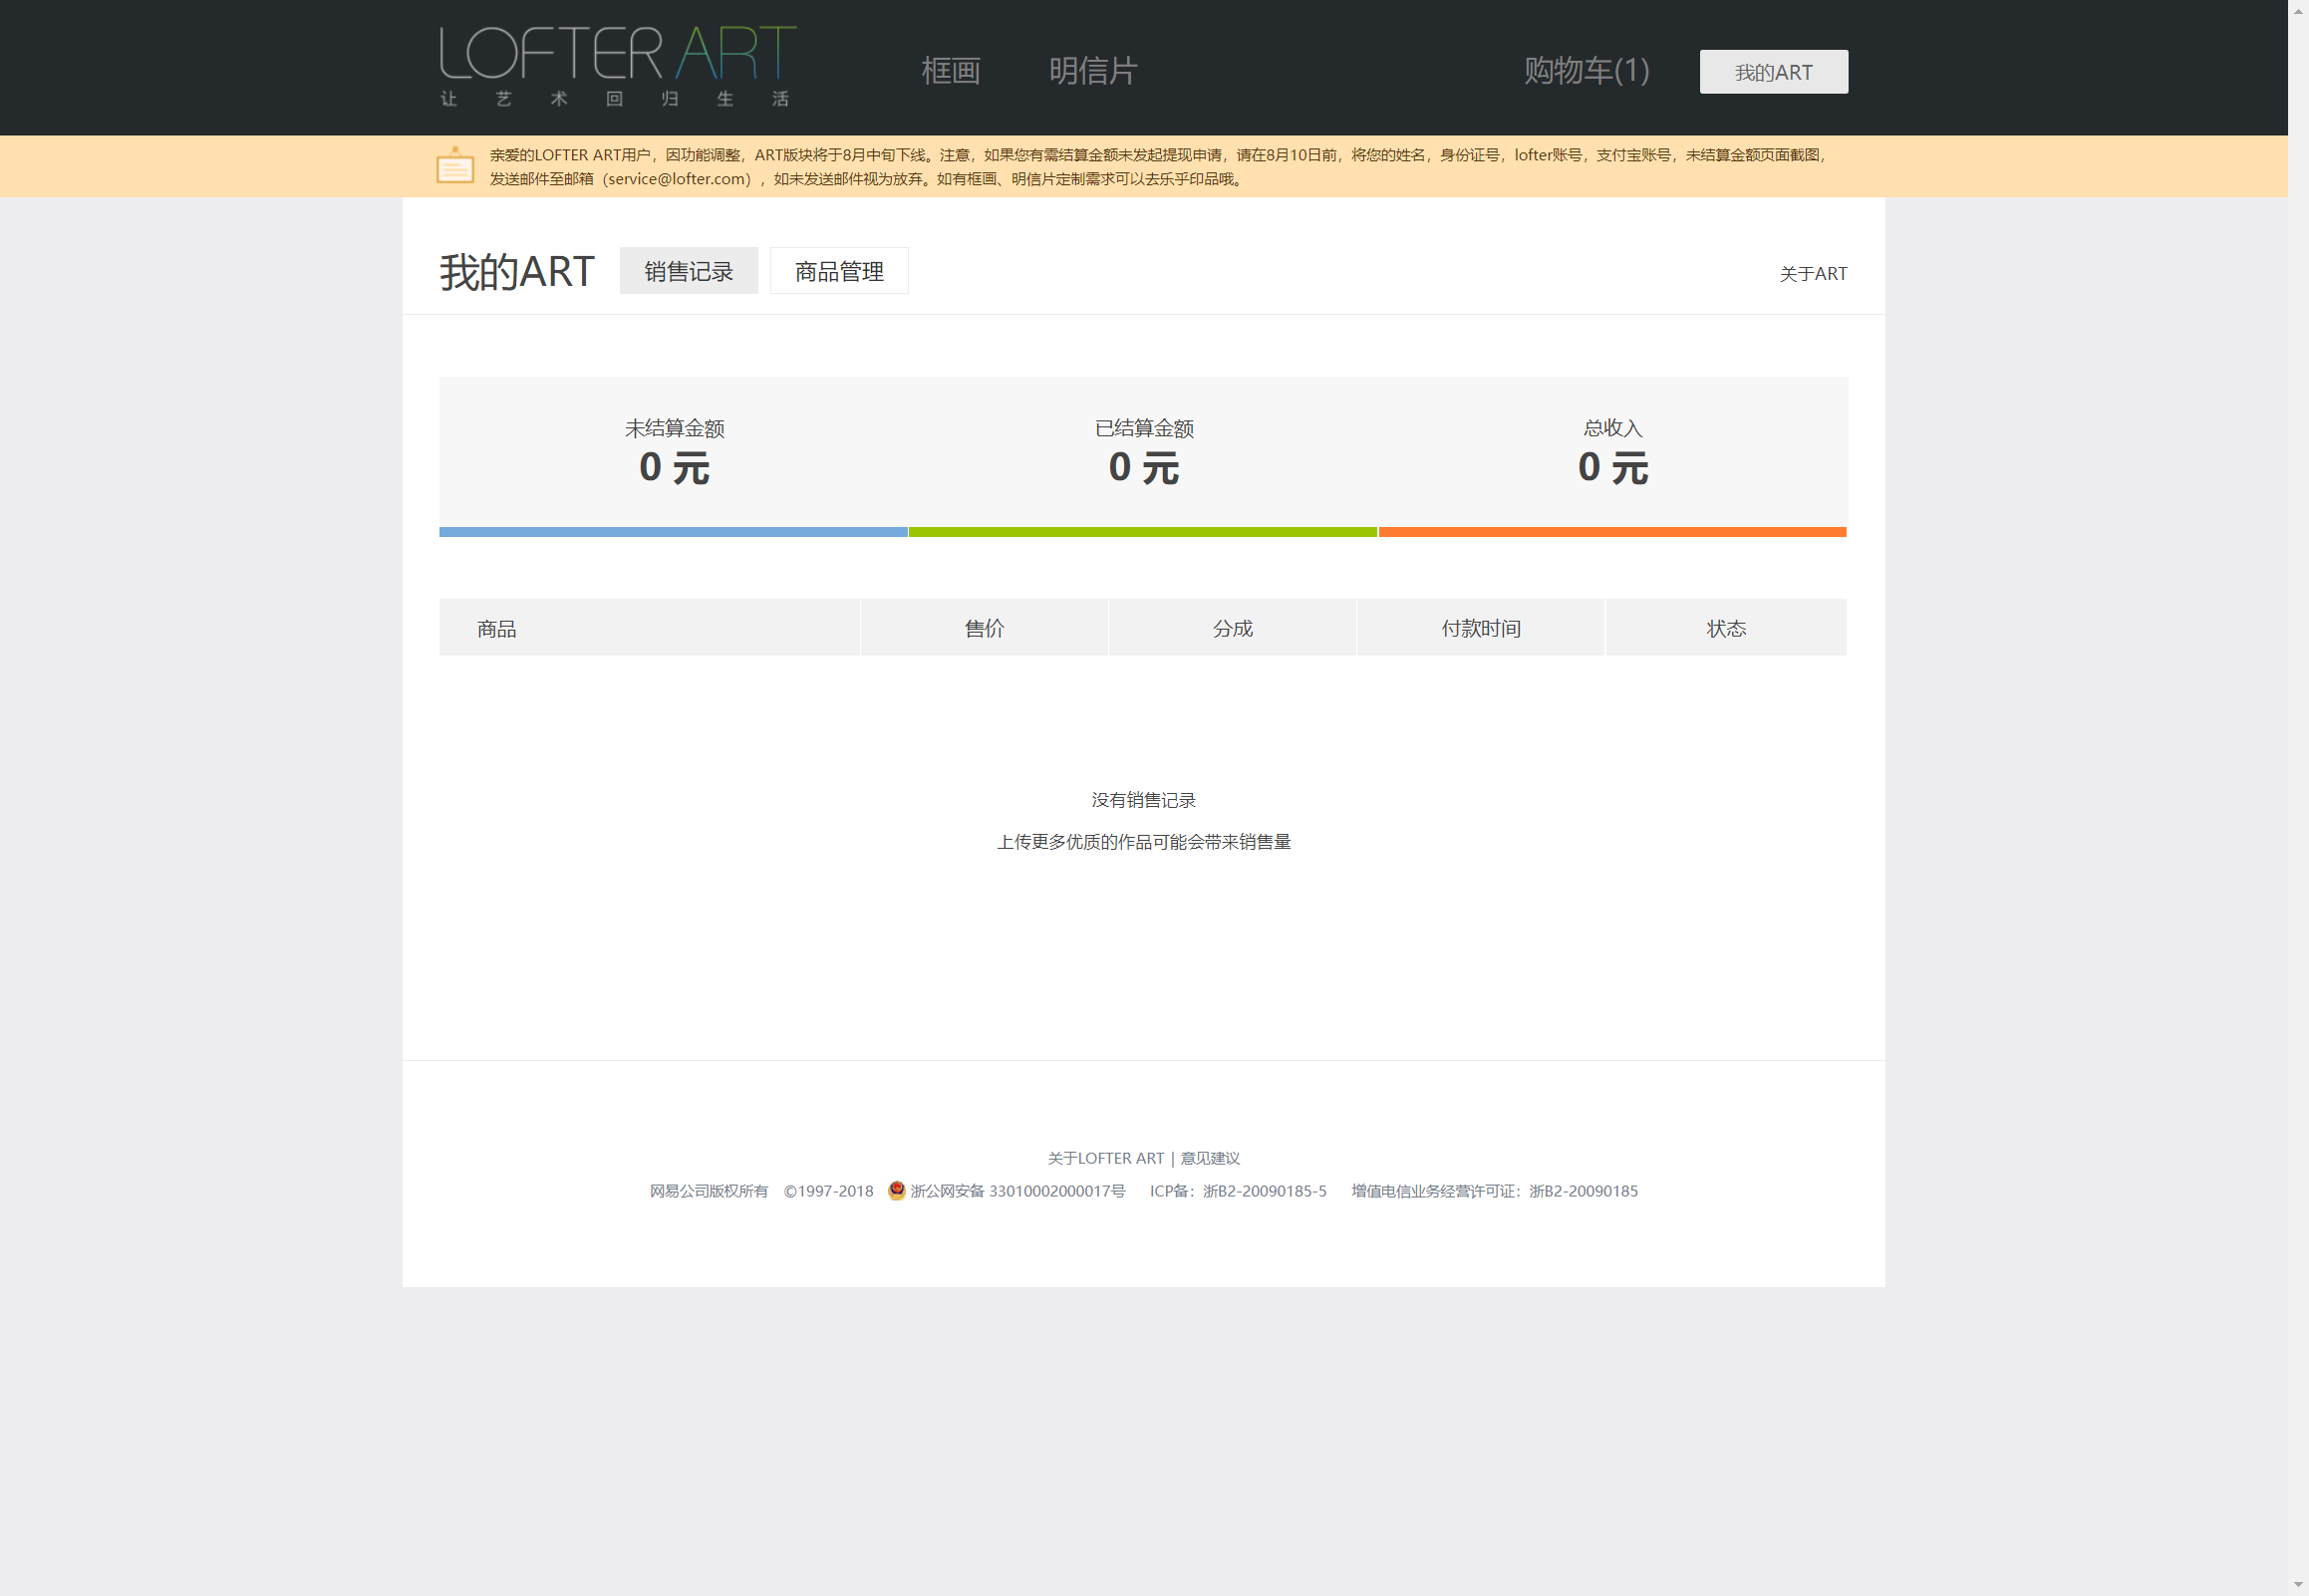 LOFTER ART
让艺术回归生活
框画
明信片
购物车(1)
我的ART
亲爱的LOFTER ART用户，因功能调整，ART版块将于8月中旬下线。注意，如果您有需结算金额未发起提现申请，请在8月10日前，将您的姓名，身份证号，lofter账号，支付宝账号，未结算金额页面截图，
发送邮件至邮箱（service@lofter.com），如未发送邮件视为放弃。如有框画、明信片定制需求可以去乐乎印品哦。
我的ART
销售记录
商品管理
关于ART
未结算金额
0 元
已结算金额
0 元
总收入
0 元
商品
售价
分成
付款时间
状态
没有销售记录
上传更多优质的作品可能会带来销售量
关于LOFTER ART | 意见建议
网易公司版权所有 ©1997-2018 浙公网安备 33010002000017号 ICP备：浙B2-20090185-5 增值电信业务经营许可证：浙B2-20090185